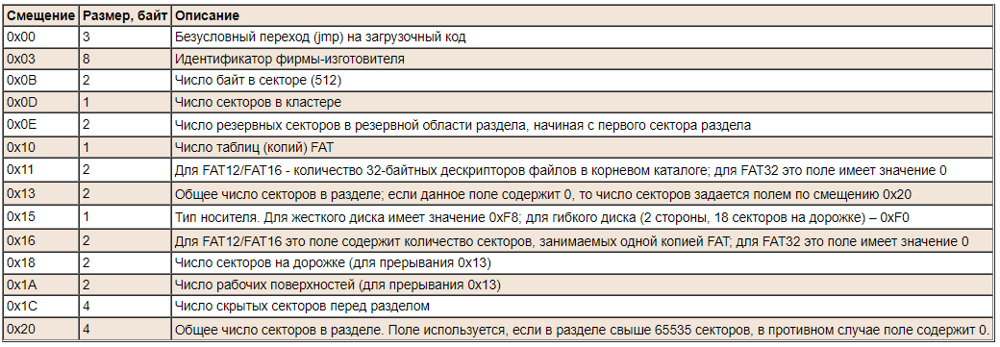 Смещение Размер, байт Описание
0x00 3 Безусловный переход (jmp) на загрузочный код
0x03 8 Идентификатор фирмы-изготовителя
0x0B 2 Число байт в секторе (512)
0x0D 1 Число секторов в кластере
0x0E 2 Число резервных секторов в резервной области раздела, начиная с первого сектора раздела
0x10 1 Число таблиц (копий) FAT
0x11 2 Для FAT12/FAT16 - количество 32-байтных дескрипторов файлов в корневом каталоге; для FAT32 это поле имеет значение 0
0x13 2 Общее число секторов в разделе; если данное поле содержит 0, то число секторов задается полем по смещению 0x20
0x15 1 Тип носителя. Для жесткого диска имеет значение 0xF8; для гибкого диска (2 стороны, 18 секторов на дорожке) – 0xF0
0x16 2 Для FAT12/FAT16 это поле содержит количество секторов, занимаемых одной копией FAT; для FAT32 это поле имеет значение 0
0x18 2 Число секторов на дорожке (для прерывания 0x13)
0x1A 2 Число рабочих поверхностей (для прерывания 0x13)
0x1C 4 Число скрытых секторов перед разделом
0x20 4 Общее число секторов в разделе. Поле используется, если в разделе свыше 65535 секторов, в противном случае поле содержит 0.